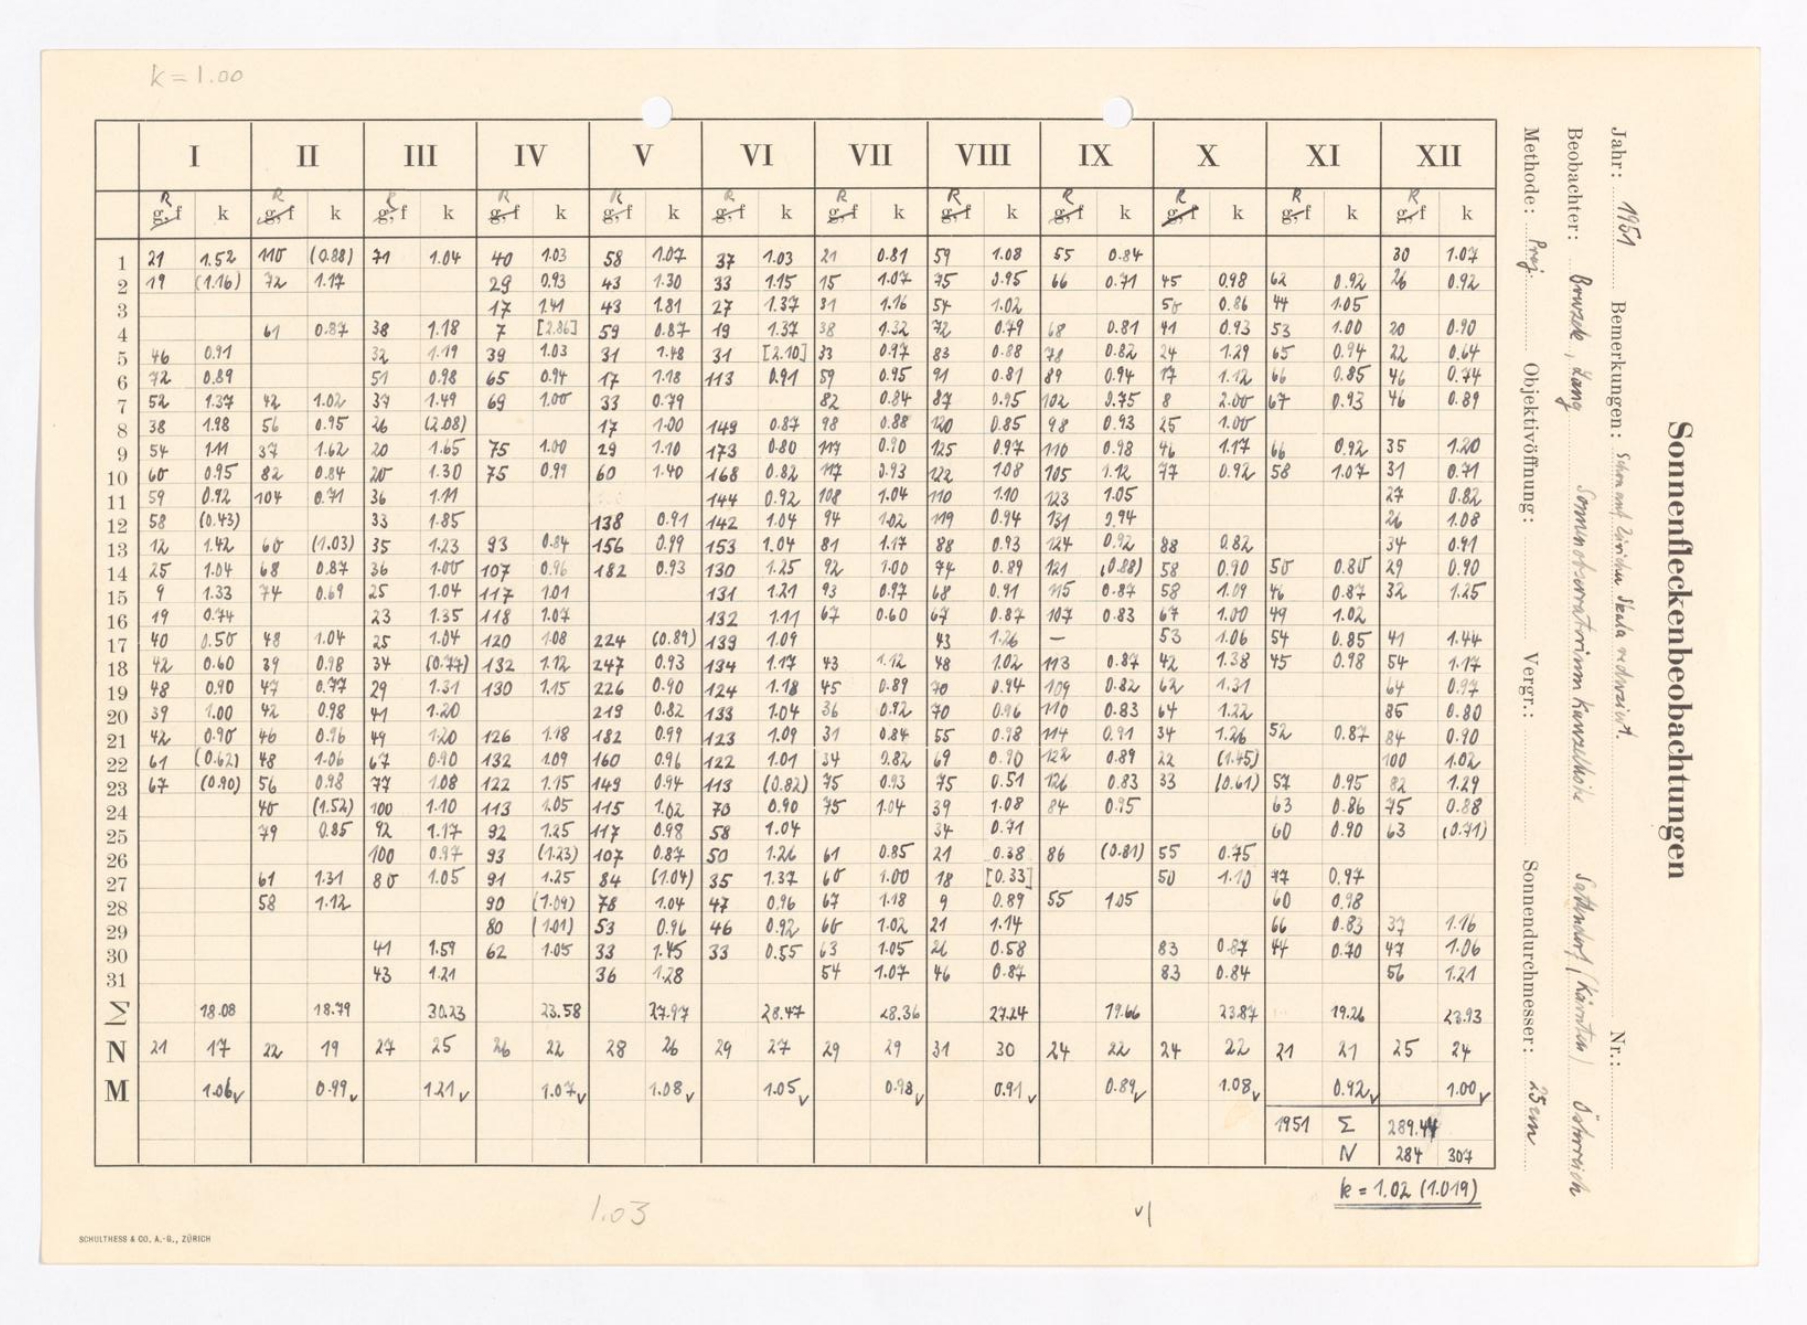 k = 1.00
I II III IV V VI VII VIII IX X XI XII
R R R R R R R R R R R R
g, f k g, f k g, f k g, f k g, f k g, f k g, f k g, f k g, f k g, f k g, f k g, f k
1 21 1.52 110 (0.88) 71 1.04 40 1.03 58 1.07 37 1.03 21 0.81 59 1.08 55 0.84 30 1.07
2 19 (1.16) 72 1.17 29 0.93 43 1.30 33 1.15 15 1.07 75 0.95 66 0.71 45 0.98 62 0.92 26 0.92
3 17 1.41 43 1.81 27 1.37 31 1.16 54 1.02 50 0.86 44 1.05
4 61 0.87 38 1.18 7 [2.86] 59 0.87 19 1.37 38 1.32 72 0.79 68 0.81 41 0.93 53 1.00 20 0.90
5 46 0.91 32 1.19 39 1.03 31 1.48 31 [2.10] 33 0.97 83 0.88 78 0.82 24 1.29 65 0.94 22 0.64
6 72 0.89 51 0.98 65 0.94 17 1.18 113 0.91 59 0.95 91 0.81 89 0.94 17 1.12 66 0.85 46 0.74
7 52 1.37 42 1.02 37 1.49 69 1.00 33 0.79 82 0.84 87 0.95 102 0.75 8 2.00 67 0.93 46 0.89
8 38 1.98 56 0.95 26 (2.08) 17 1.00 149 0.87 98 0.88 120 0.85 98 0.93 25 1.00
9 54 1.11 37 1.62 20 1.65 75 1.00 29 1.10 173 0.80 117 0.90 125 0.97 110 0.98 46 1.17 66 0.92 35 1.20
10 60 0.95 82 0.84 20 1.30 75 0.99 60 1.40 168 0.82 117 0.93 122 1.08 105 1.12 77 0.92 58 1.07 31 0.71
11 59 0.92 104 0.71 36 1.11 144 0.92 108 1.04 110 1.10 123 1.05 27 0.82
12 58 (0.43) 33 1.85 138 0.91 142 1.04 94 1.02 119 0.94 131 0.94 26 1.08
13 12 1.42 60 (1.03) 35 1.23 93 0.84 156 0.99 153 1.04 81 1.17 88 0.93 124 0.92 88 0.82 34 0.91
14 25 1.04 68 0.87 36 1.00 107 0.96 182 0.93 130 1.25 92 1.00 74 0.89 121 (0.88) 58 0.90 50 0.80 29 0.90
15 9 1.33 74 0.69 25 1.04 117 1.01 131 1.21 93 0.97 68 0.91 115 0.87 58 1.09 46 0.87 32 1.25
16 19 0.74 23 1.35 118 1.07 132 1.11 67 0.60 67 0.87 107 0.83 67 1.00 49 1.02
17 40 0.50 48 1.04 25 1.04 120 1.08 224 (0.89) 139 1.09 43 1.26 — 53 1.06 54 0.85 41 1.44
18 42 0.60 39 0.98 34 (0.77) 132 1.12 247 0.93 134 1.17 43 1.12 48 1.02 113 0.87 42 1.38 45 0.98 54 1.17
19 48 0.90 47 0.77 29 1.31 130 1.15 226 0.90 124 1.18 45 0.89 70 0.94 109 0.82 62 1.31 64 0.97
20 39 1.00 42 0.98 41 1.20 219 0.82 133 1.04 36 0.92 70 0.96 110 0.83 64 1.22 85 0.80
21 42 0.90 46 0.96 49 1.20 126 1.18 182 0.99 123 1.09 31 0.84 55 0.98 114 0.91 34 1.26 52 0.87 84 0.90
22 61 (0.62) 48 1.06 67 0.90 132 1.09 160 0.96 122 1.01 34 0.82 69 0.90 122 0.89 22 (1.45) 100 1.02
23 67 (0.90) 56 0.98 77 1.08 122 1.15 149 0.94 113 (0.82) 75 0.93 75 0.51 126 0.83 33 (0.61) 57 0.95 82 1.29
24 40 (1.52) 100 1.10 113 1.05 115 1.02 70 0.90 75 1.04 39 1.08 84 0.95 63 0.86 75 0.88
25 79 0.85 92 1.17 92 1.25 117 0.98 58 1.04 34 0.71 60 0.90 63 (0.71)
26 100 0.97 93 (1.23) 107 0.87 50 1.26 61 0.85 21 0.38 86 (0.81) 55 0.75
27 61 1.31 80 1.05 91 1.25 84 (1.04) 35 1.37 60 1.00 18 [0.33] 50 1.10 47 0.97
28 58 1.12 90 (1.09) 78 1.04 47 0.96 67 1.18 9 0.89 55 1.05 60 0.98
29 80 (1.01) 53 0.96 46 0.92 60 1.02 21 1.14 66 0.83 37 1.16
30 41 1.59 62 1.05 33 1.45 33 0.55 63 1.05 26 0.58 83 0.87 44 0.70 47 1.06
31 43 1.21 36 1.28 54 1.07 46 0.87 83 0.84 56 1.21
Σ 18.08 18.79 30.23 23.58 27.97 28.47 28.36 27.24 19.66 23.87 19.26 23.93
N 21 17 22 19 27 25 26 22 28 26 29 27 29 29 31 30 24 22 24 22 21 21 25 24
M 1.06 0.99 1.21 1.07 1.08 1.05 0.98 0.91 0.89 1.08 0.92 1.00
1951 Σ 289.44
N 284 307
k = 1.02 (1.019)
1.03
SCHULTHESS & CO. A.-G., ZÜRICH
Sonnenfleckenbeobachtungen
Jahr: 1951 Bemerkungen: Schon auf Zürcher Skala reduziert. Nr.:
Beobachter: Bruzek, Lang Sonnenobservatorium Kanzelhöhe Sattendorf (Kärnten) Österreich
Methode: Proj. Objektivöffnung: Vergr.: Sonnendurchmesser: 25 cm